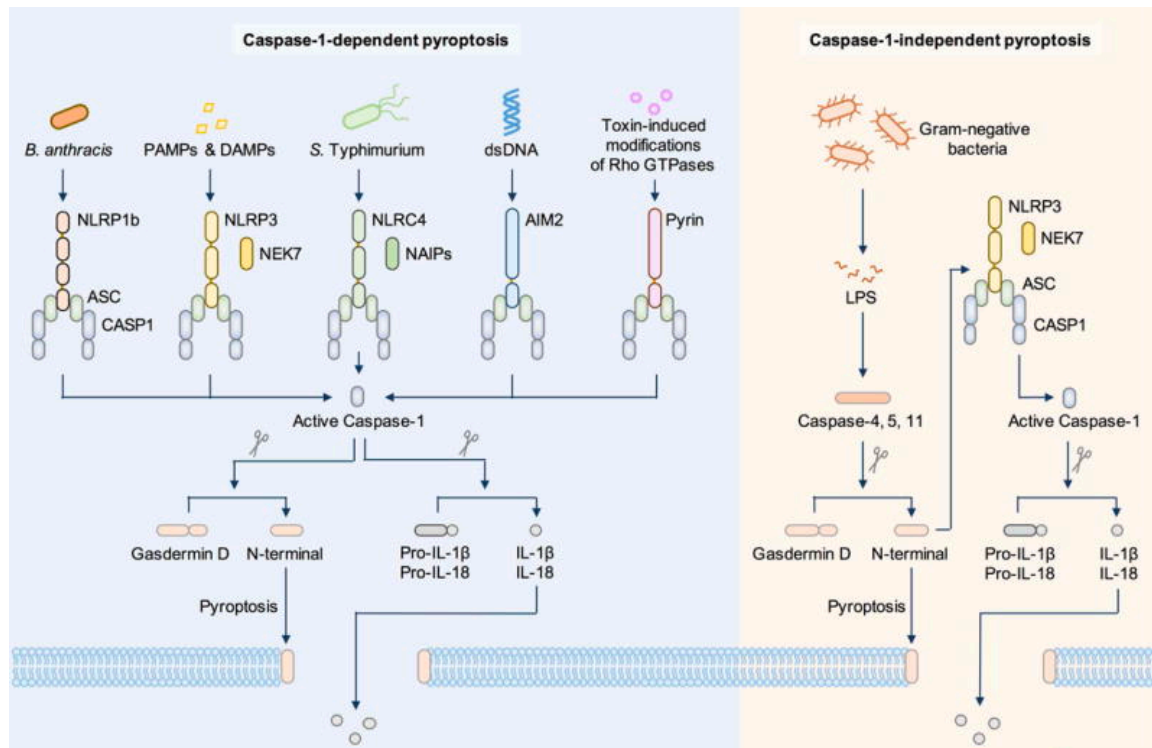 Caspase-1-dependent pyroptosis
B. anthracis
PAMPs & DAMPs
S. Typhimurium
dsDNA
Toxin-induced
modifications
of Rho GTPases
NLRP1b
NLRP3
NEK7
NLRC4
NAIPs
AIM2
Pyrin
ASC
CASP1
Active Caspase-1
Gasdermin D
N-terminal
Pro-IL-1β
Pro-IL-18
IL-1β
IL-18
Pyroptosis
Caspase-1-independent pyroptosis
Gram-negative
bacteria
LPS
NLRP3
NEK7
ASC
CASP1
Caspase-4, 5, 11
Active Caspase-1
Gasdermin D
N-terminal
Pro-IL-1β
Pro-IL-18
IL-1β
IL-18
Pyroptosis